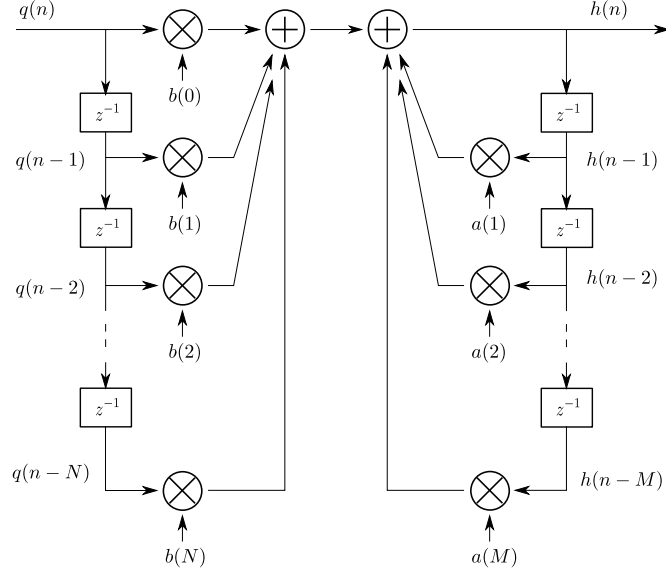 q(n) h(n)
b(0)
z⁻¹ z⁻¹
q(n − 1) h(n − 1)
b(1) a(1)
z⁻¹ z⁻¹
q(n − 2) h(n − 2)
b(2) a(2)
z⁻¹ z⁻¹
q(n − N) h(n − M)
b(N) a(M)